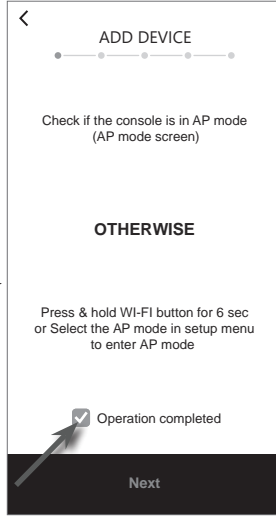 ADD DEVICE
Check if the console is in AP mode
(AP mode screen)
OTHERWISE
Press & hold WI-FI button for 6 sec
or Select the AP mode in setup menu
to enter AP mode
Operation completed
Next